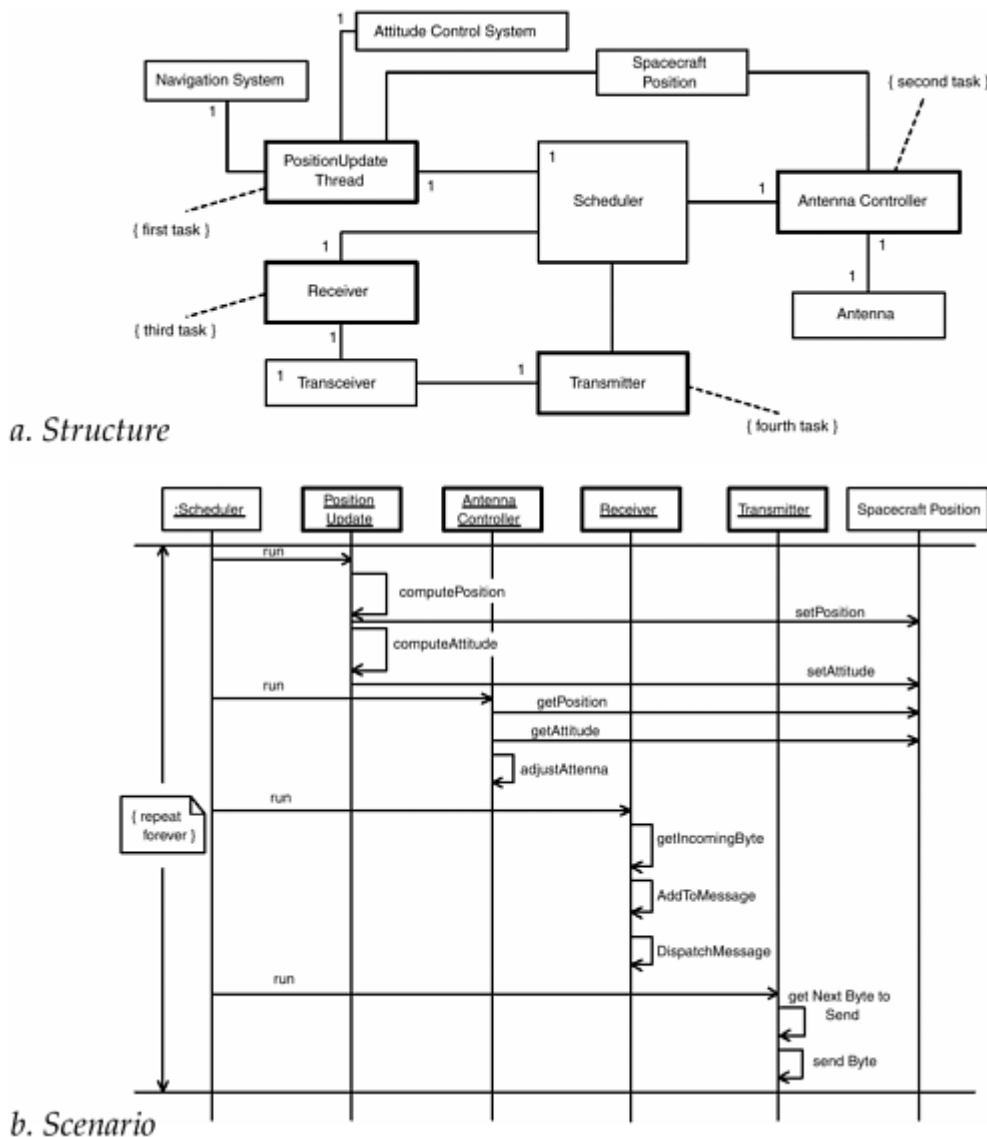 1
Attitude Control System
Navigation System
1
Spacecraft
Position
{ second task }
PositionUpdate
Thread
1
1
Scheduler
1
Antenna Controller
{ first task }
1
1
Receiver
1
Antenna
{ third task }
1
1
Transceiver
1
Transmitter
{ fourth task }
a. Structure
:Scheduler
Position
Update
Antenna
Controller
Receiver
Transmitter
Spacecraft Position
run
computePosition
setPosition
computeAttitude
setAttitude
run
getPosition
getAttitude
adjustAttenna
run
{ repeat
forever }
getIncomingByte
AddToMessage
DispatchMessage
run
get Next Byte to
Send
send Byte
b. Scenario